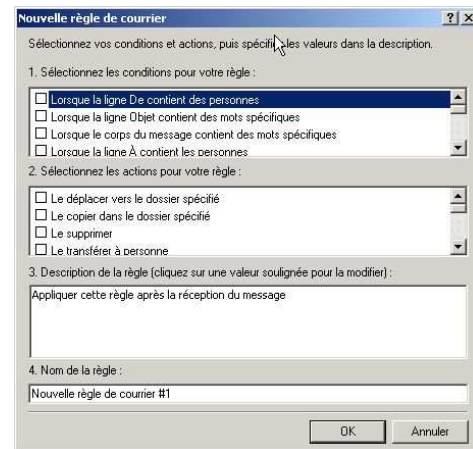 Nouvelle règle de courrier
Sélectionnez vos conditions et actions, puis spécifiez les valeurs dans la description.
1. Sélectionnez les conditions pour votre règle :
Lorsque la ligne De contient des personnes
Lorsque la ligne Objet contient des mots spécifiques
Lorsque le corps du message contient des mots spécifiques
Lorsque la ligne À contient les personnes
2. Sélectionnez les actions pour votre règle :
Le déplacer vers le dossier spécifié
Le copier dans le dossier spécifié
Le supprimer
Le transférer à personne
3. Description de la règle (cliquez sur une valeur soulignée pour la modifier) :
Appliquer cette règle après la réception du message
4. Nom de la règle :
Nouvelle règle de courrier #1
OK Annuler